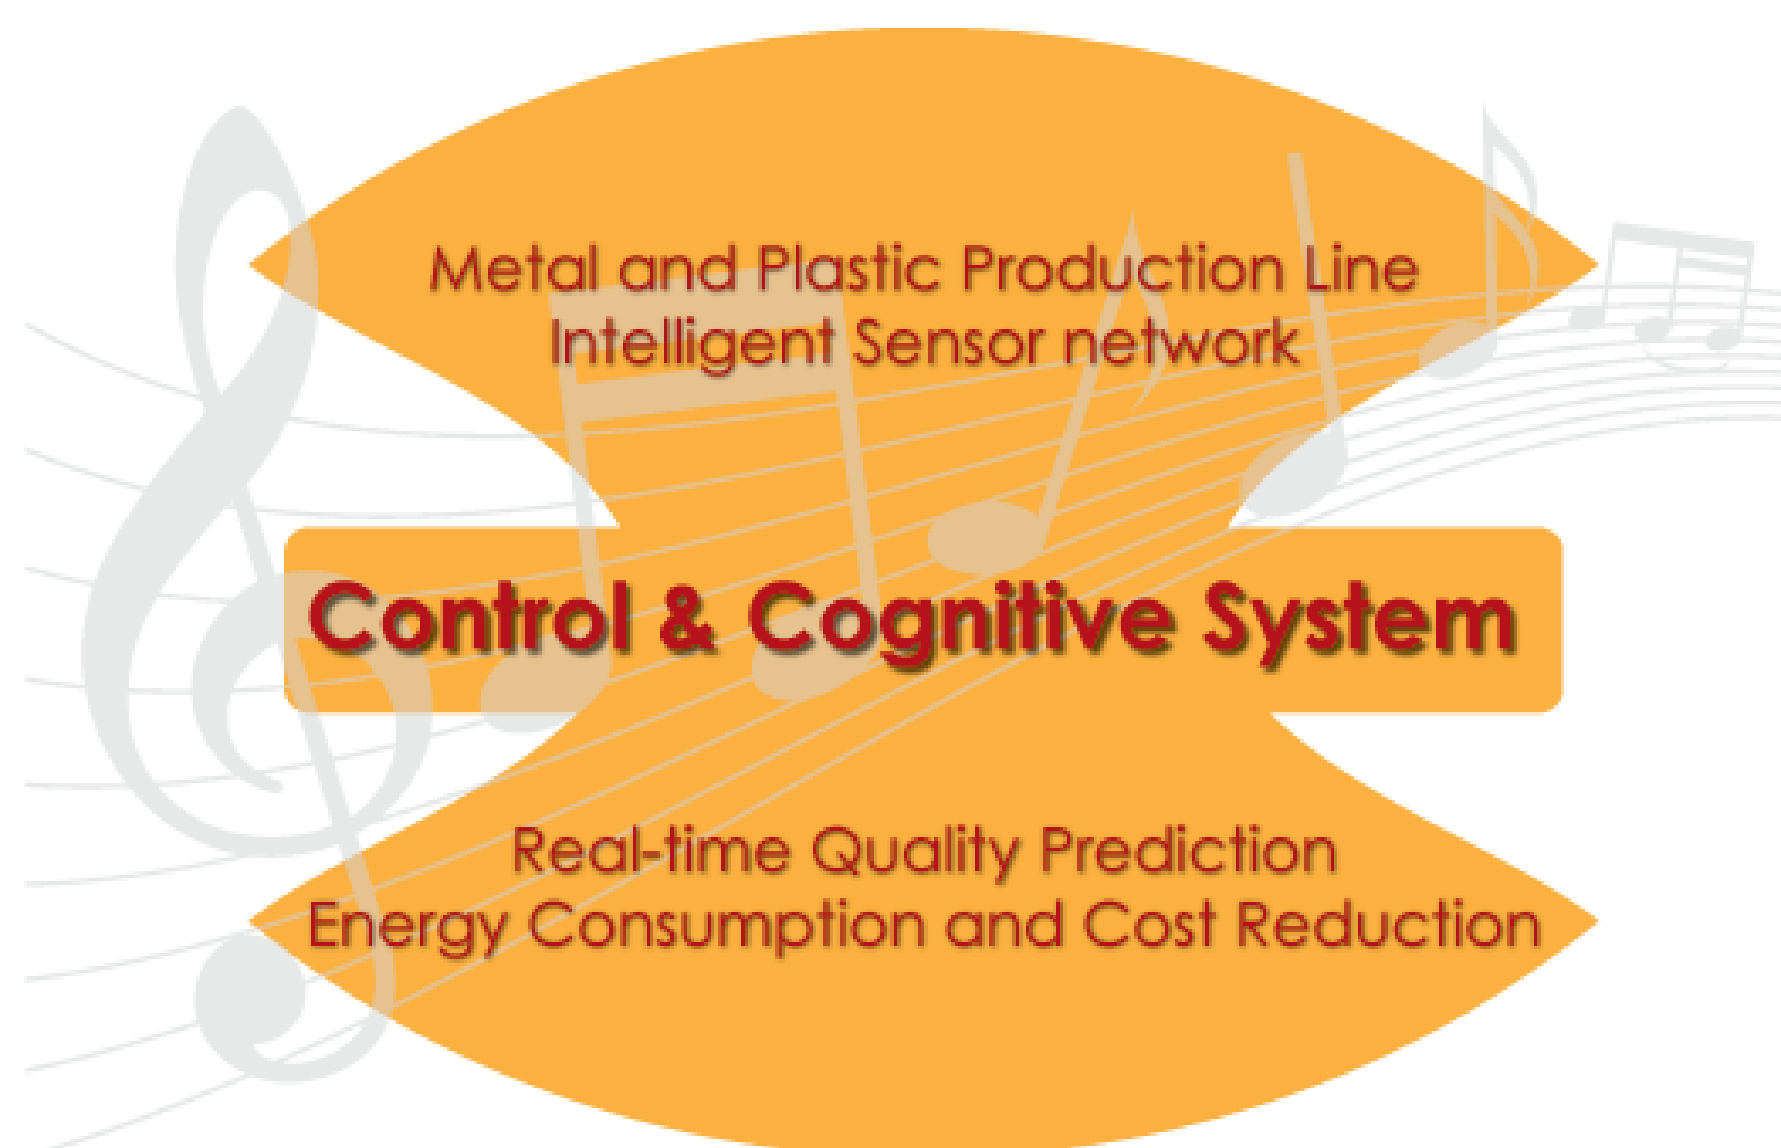 Metal and Plastic Production Line
Intelligent Sensor network
Control & Cognitive System
Real-time Quality Prediction
Energy Consumption and Cost Reduction